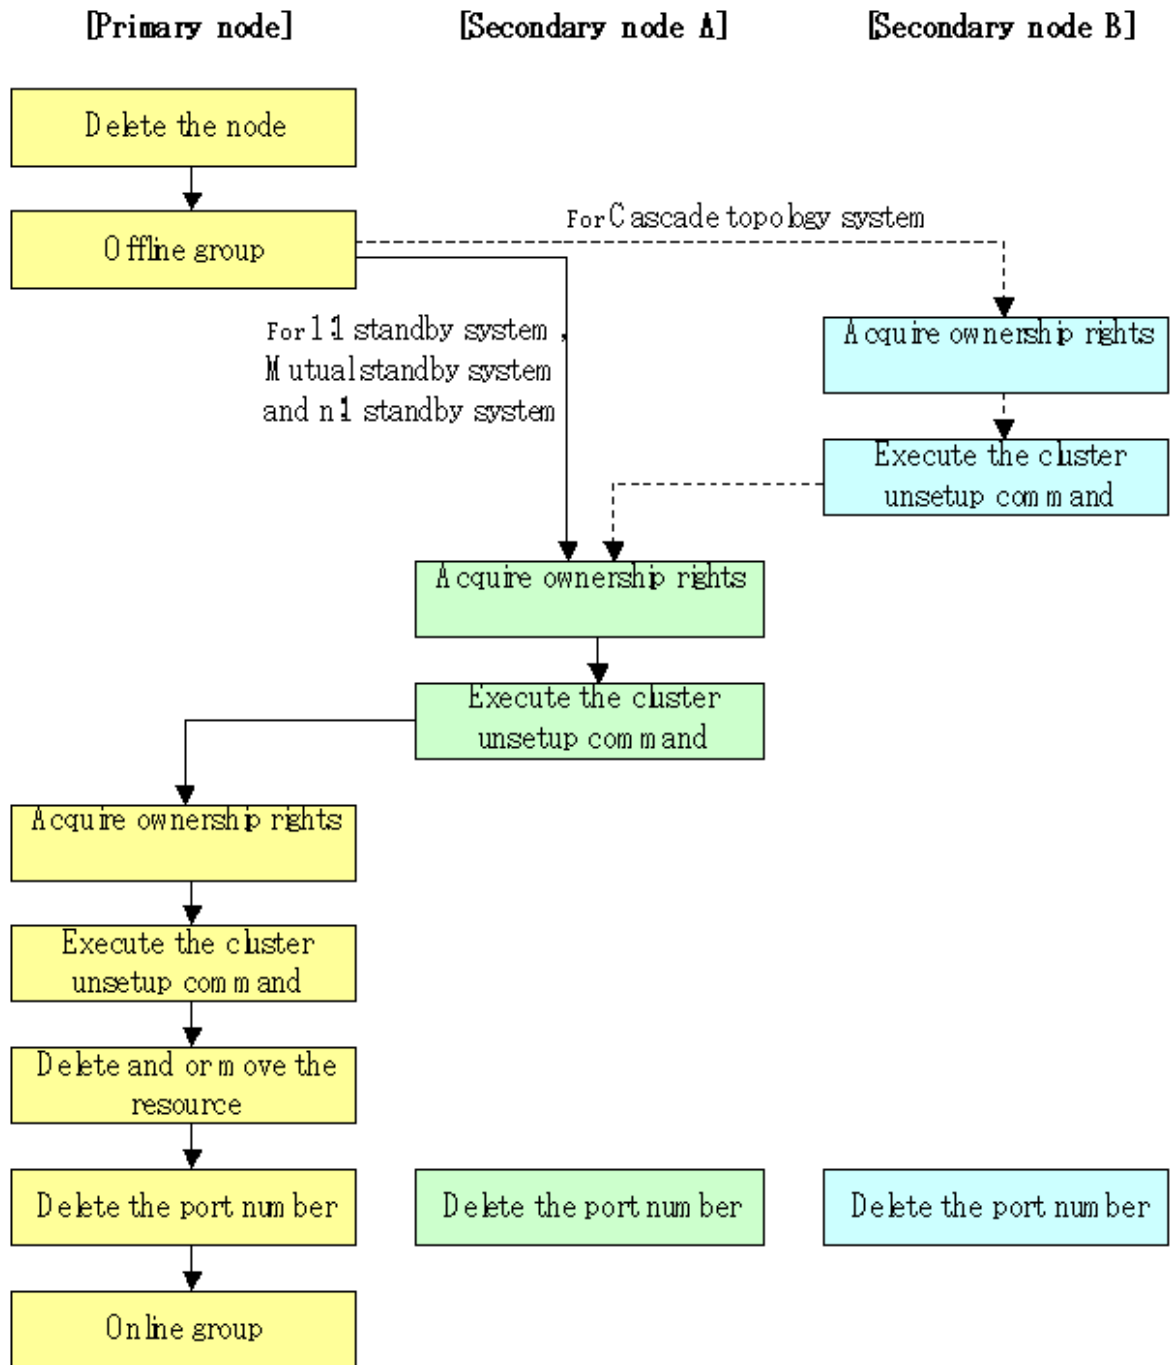 [Primary node] [Secondary node A] [Secondary node B]
Delete the node
For Cascade topology system
Offline group
For 1:1 standby system,
Mutual standby system
and n:1 standby system
Acquire ownership rights
Execute the cluster
unsetup command
Acquire ownership rights
Execute the cluster
unsetup command
Acquire ownership rights
Execute the cluster
unsetup command
Delete and or move the
resource
Delete the port number Delete the port number Delete the port number
Online group